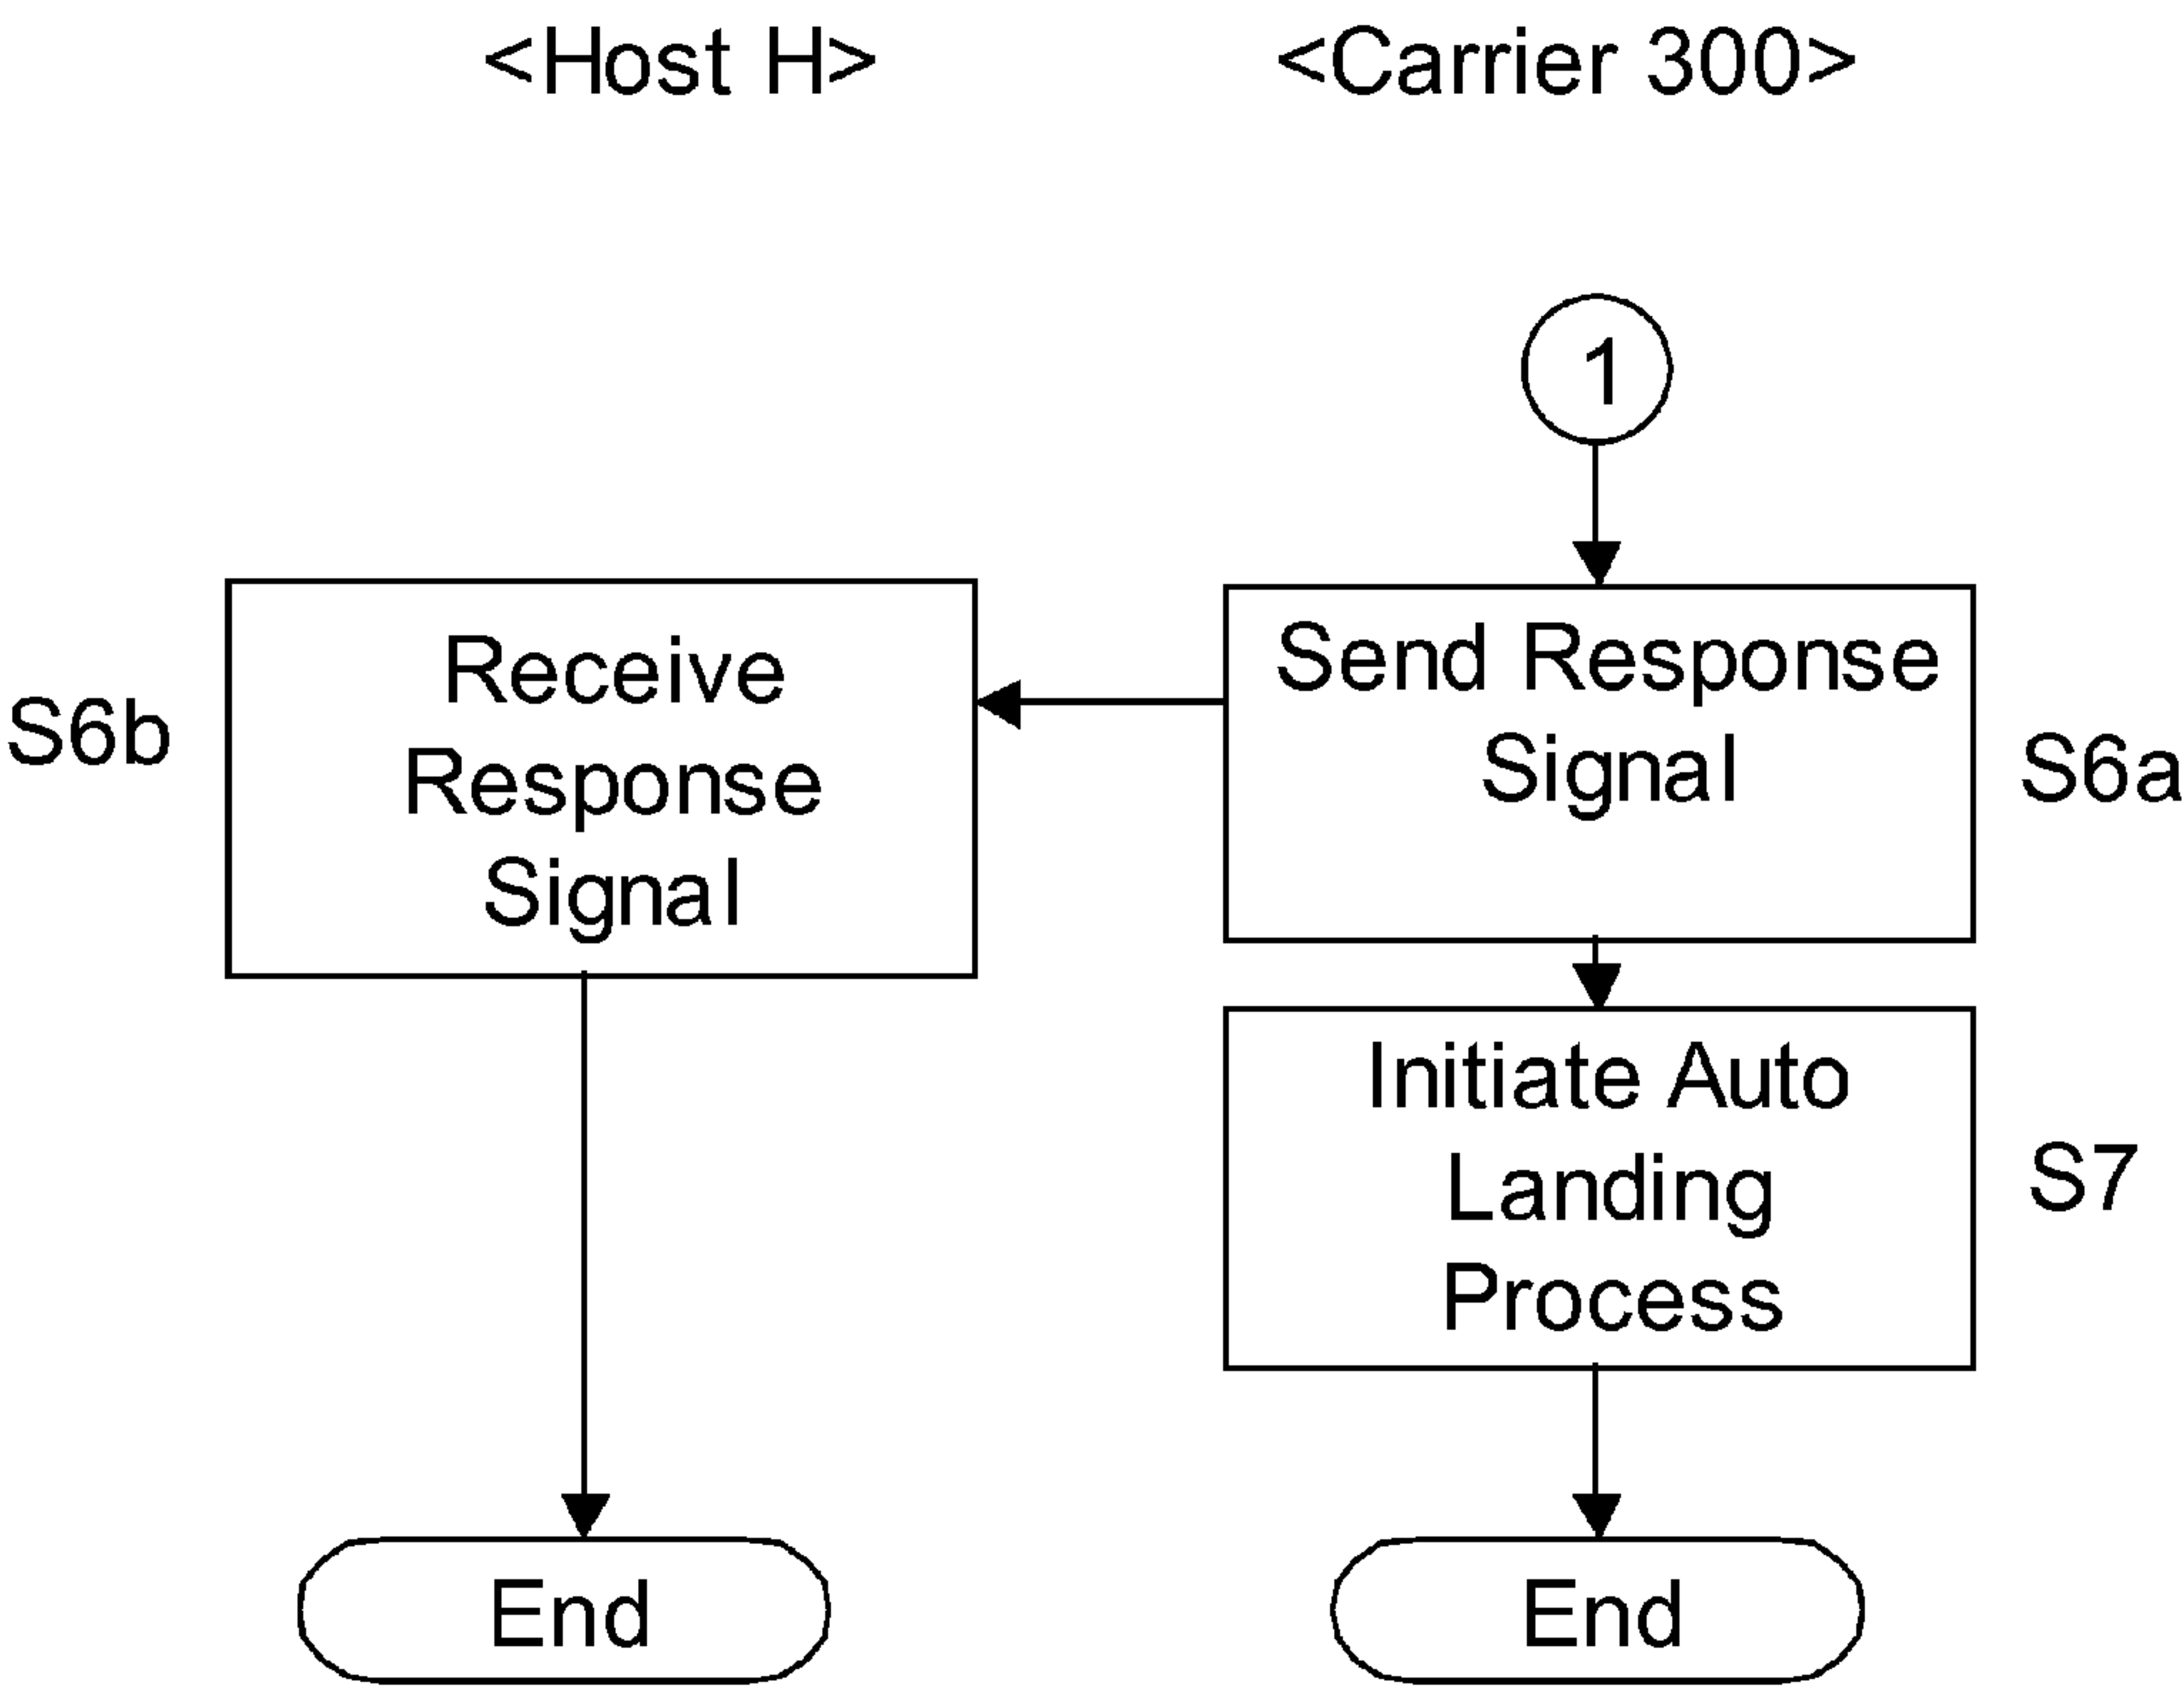 <Host H>
<Carrier 300>
1
Receive
Response
Signal
S6b
Send Response
Signal
S6a
Initiate Auto
Landing
Process
S7
End
End